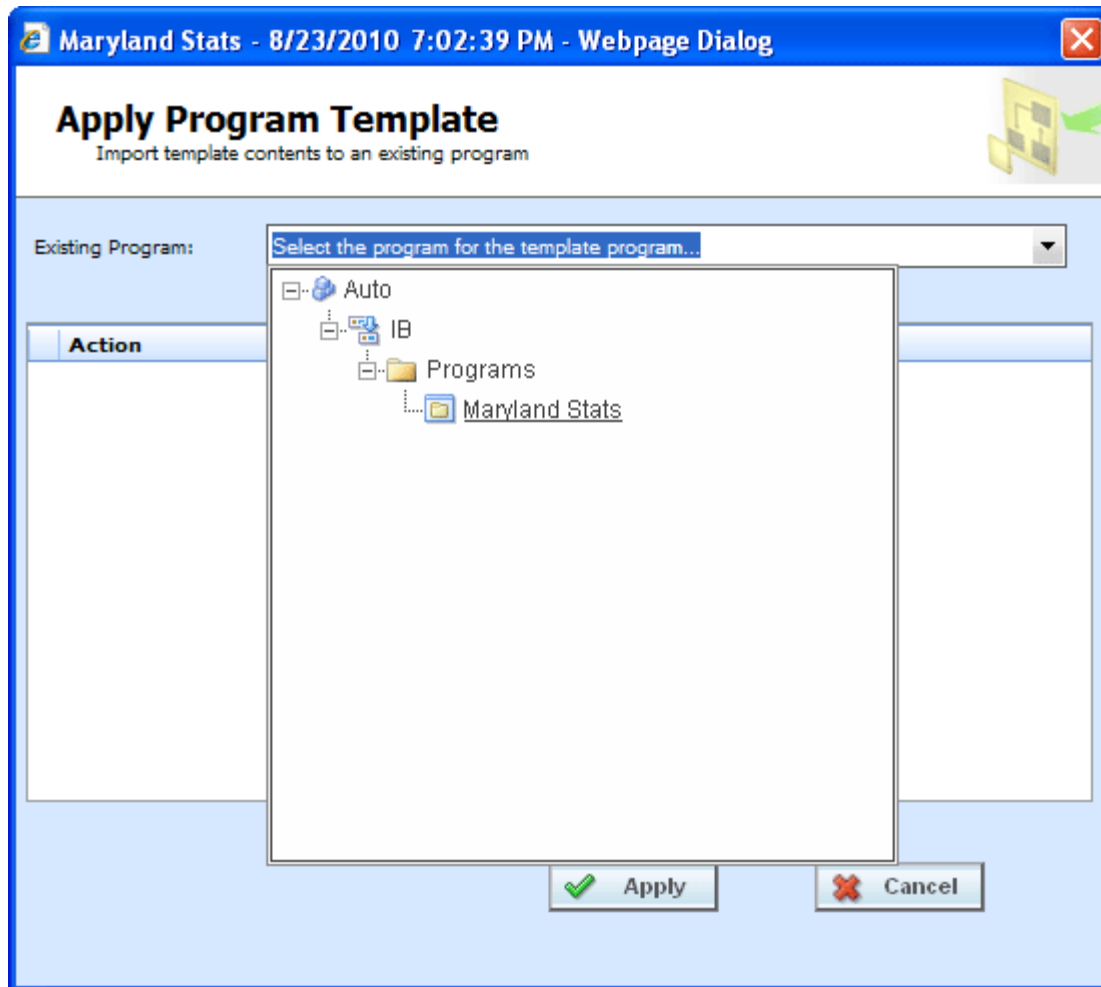 Maryland Stats - 8/23/2010 7:02:39 PM - Webpage Dialog
Apply Program Template
Import template contents to an existing program
Existing Program:
Select the program for the template program...
Auto
IB
Programs
Maryland Stats
Action
Apply
Cancel